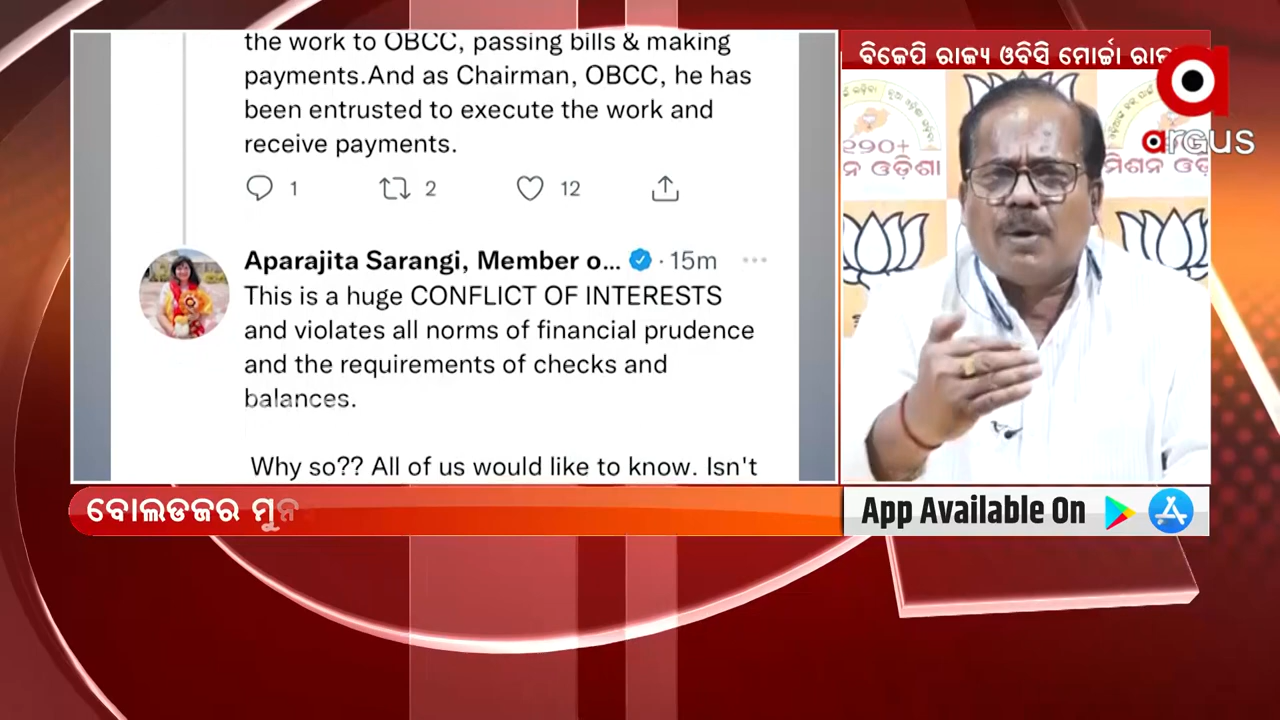 the work to OBCC, passing bills & making
payments.And as Chairman, OBCC, he has
been entrusted to execute the work and
receive payments.
1 2 12
Aparajita Sarangi, Member o... · 15m ...
This is a huge CONFLICT OF INTERESTS
and violates all norms of financial prudence
and the requirements of checks and
balances.
Why so?? All of us would like to know. Isn't
ବିଜେପି ରାଜ୍ୟ ଓବିସି ମୋର୍ଚ୍ଚା
argus
୧୨୦+
ମିଶନ
ଓଡ଼ିଶା
ବୋଲଡଜର ମୁନ
App Available On